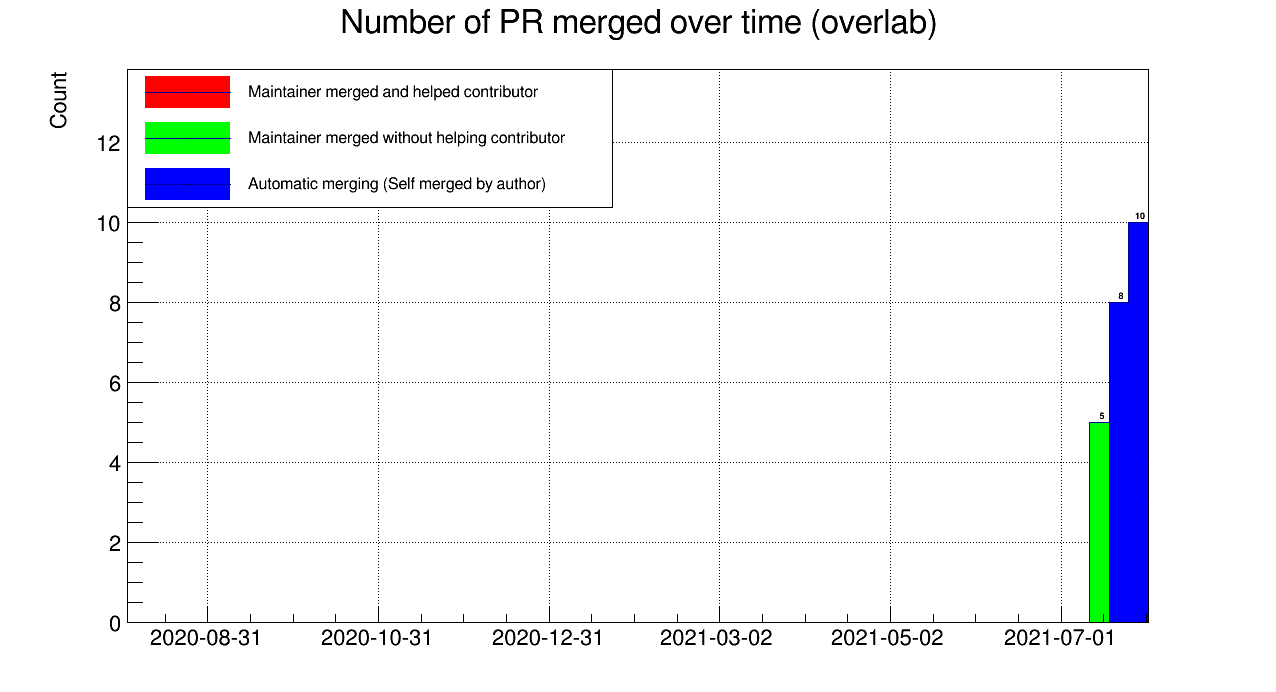 Number of PR merged over time (overlab)
Count
Maintainer merged and helped contributor
Maintainer merged without helping contributor
Automatic merging (Self merged by author)
12
10
8
6
4
2
0
10
8
5
2020-08-31 2020-10-31 2020-12-31 2021-03-02 2021-05-02 2021-07-01